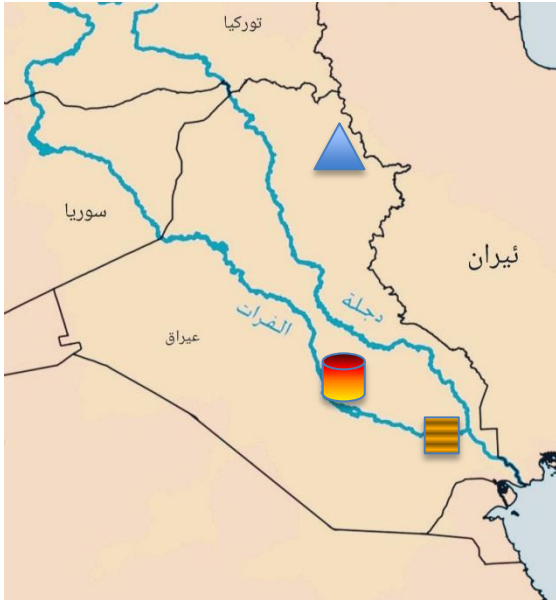 توركيا
سوريا
ئيران
دجلة
الفرات
عيراق